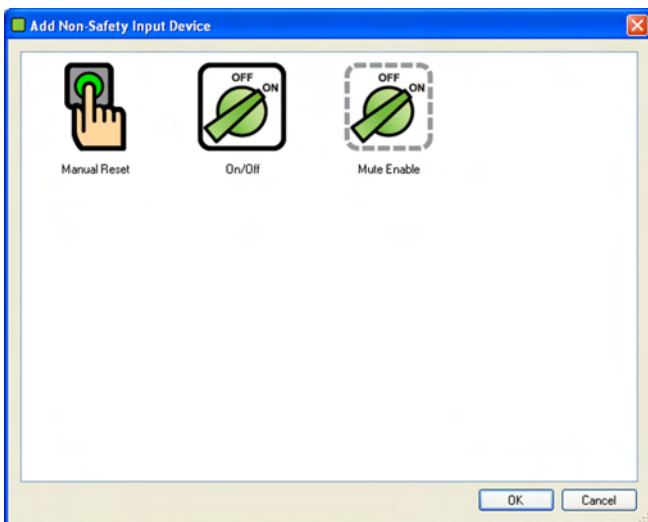 Add Non-Safety Input Device
OFF
ON
OFF
ON
Manual Reset
On/Off
Mute Enable
OK
Cancel